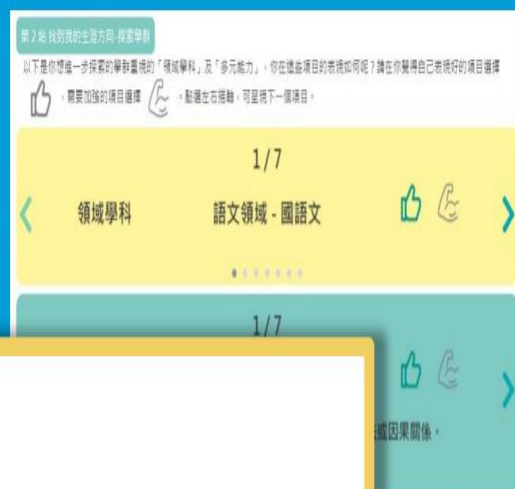 第 2 站 找到我的生涯方向-探索學群
以下是你想進一步探索的學群重視的「領域學科」及「多元能力」，你在這些項目的表現如何呢？請在你覺得自己表現好的項目選擇
，需要加強的項目選擇 ，點選左右捲軸，可呈現下一個項目。
1/7
領域學科 語文領域 - 國語文
1/7
或因果關係。